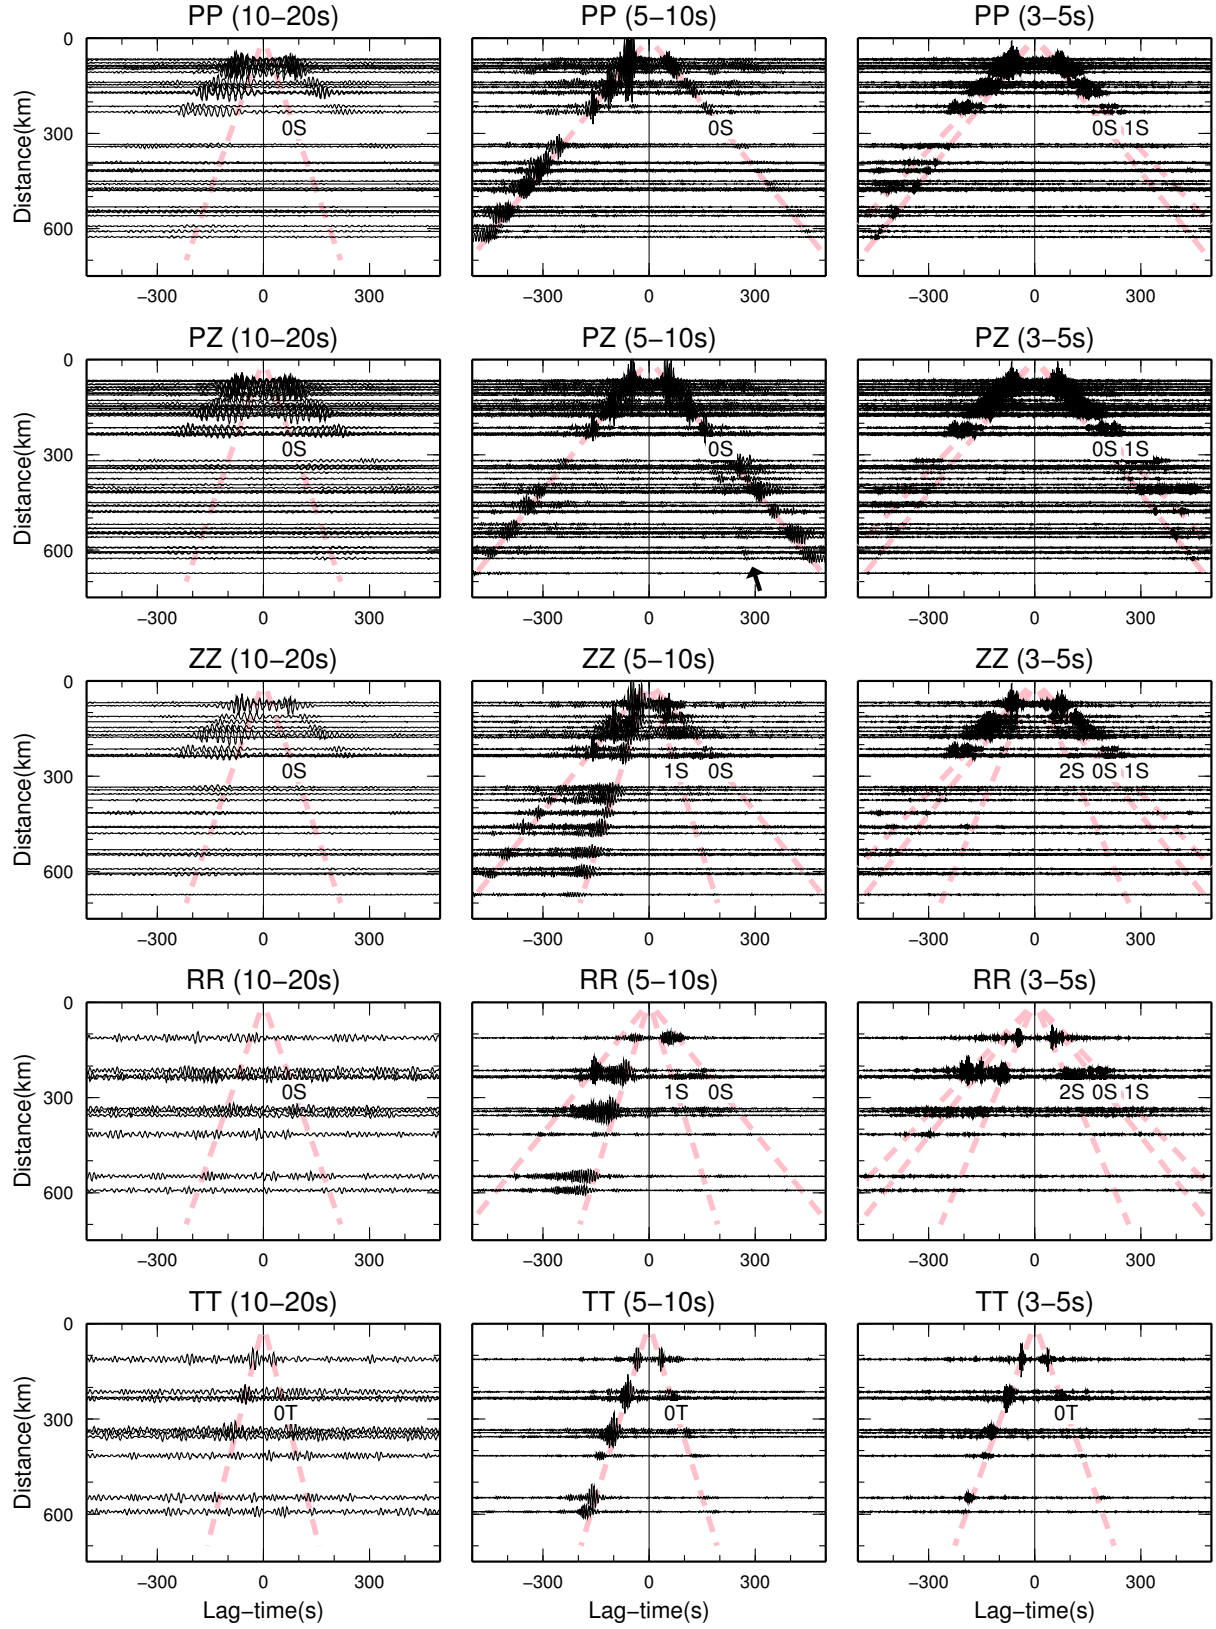 PP (10−20s) PP (5−10s) PP (3−5s)
0
300
600
Distance(km)
0S 0S 0S 1S
−300 0 300 −300 0 300 −300 0 300
PZ (10−20s) PZ (5−10s) PZ (3−5s)
0
300
600
Distance(km)
0S 0S 0S 1S
−300 0 300 −300 0 300 −300 0 300
ZZ (10−20s) ZZ (5−10s) ZZ (3−5s)
0
300
600
Distance(km)
0S 1S 0S 2S 0S 1S
−300 0 300 −300 0 300 −300 0 300
RR (10−20s) RR (5−10s) RR (3−5s)
0
300
600
Distance(km)
0S 1S 0S 2S 0S 1S
−300 0 300 −300 0 300 −300 0 300
TT (10−20s) TT (5−10s) TT (3−5s)
0
300
600
Distance(km)
0T 0T 0T
−300 0 300 −300 0 300 −300 0 300
Lag−time(s) Lag−time(s) Lag−time(s)